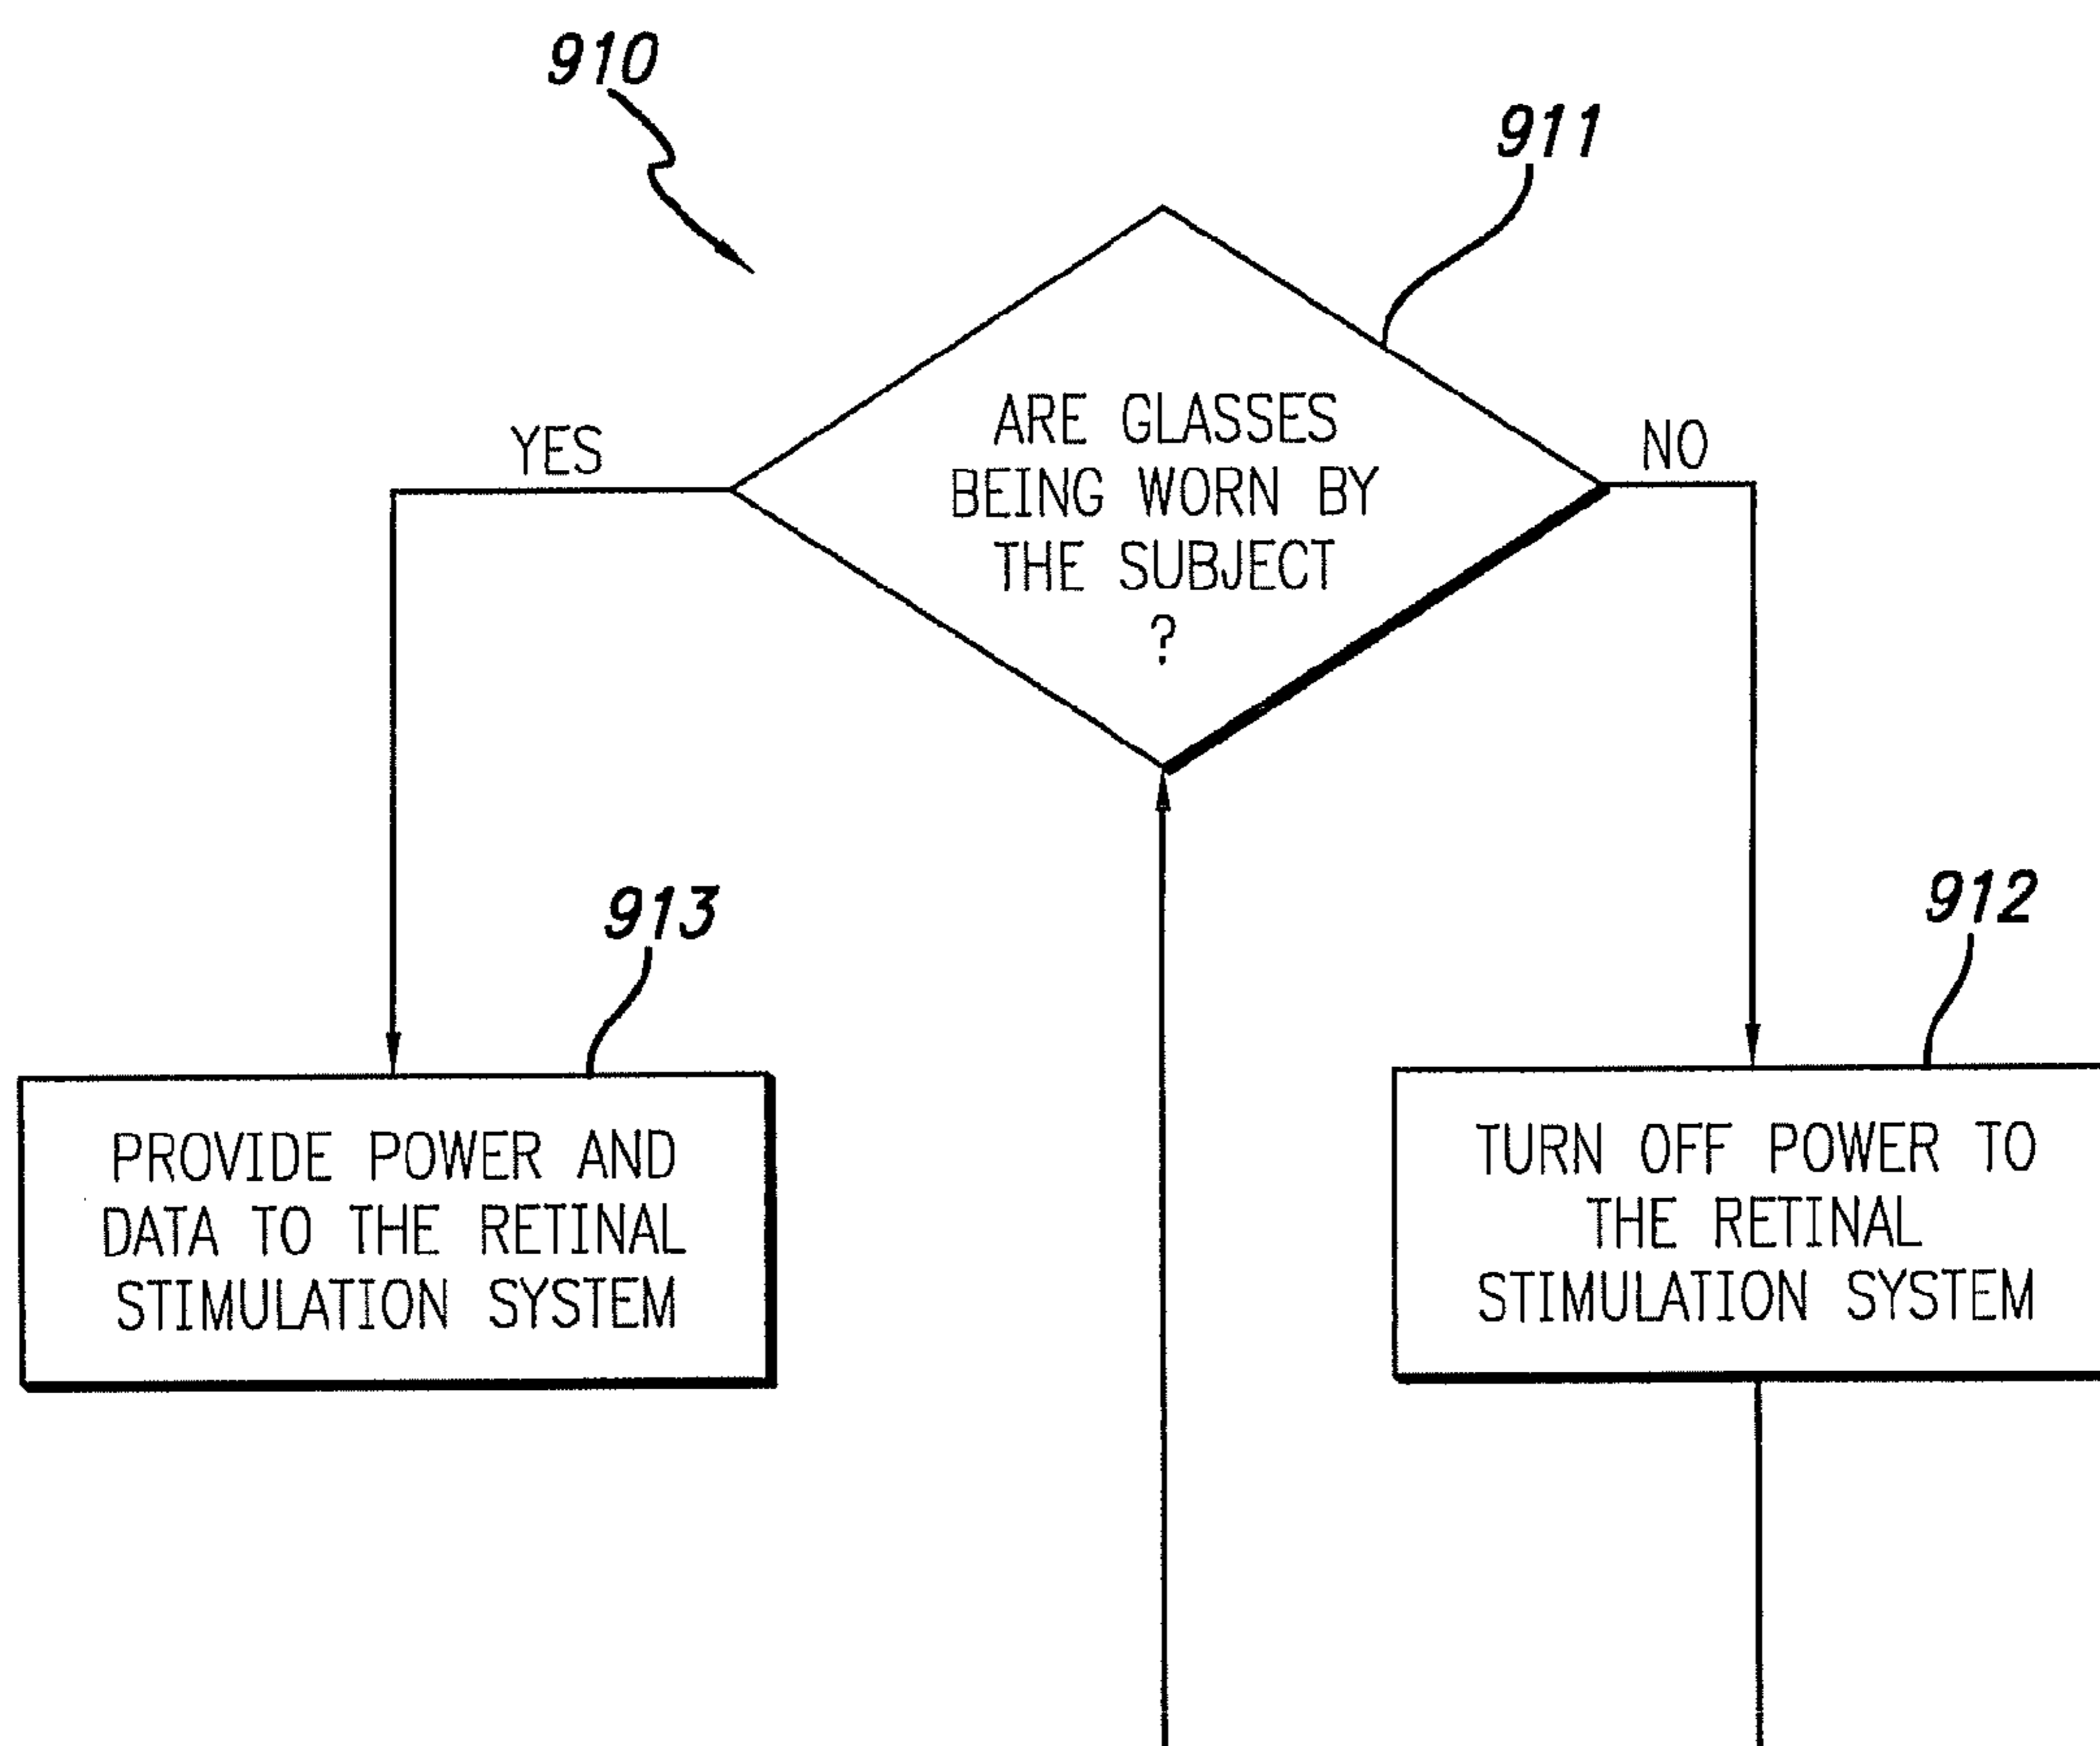 910
911
ARE GLASSES
BEING WORN BY
THE SUBJECT
?
YES
NO
913
912
PROVIDE POWER AND
DATA TO THE RETINAL
STIMULATION SYSTEM
TURN OFF POWER TO
THE RETINAL
STIMULATION SYSTEM